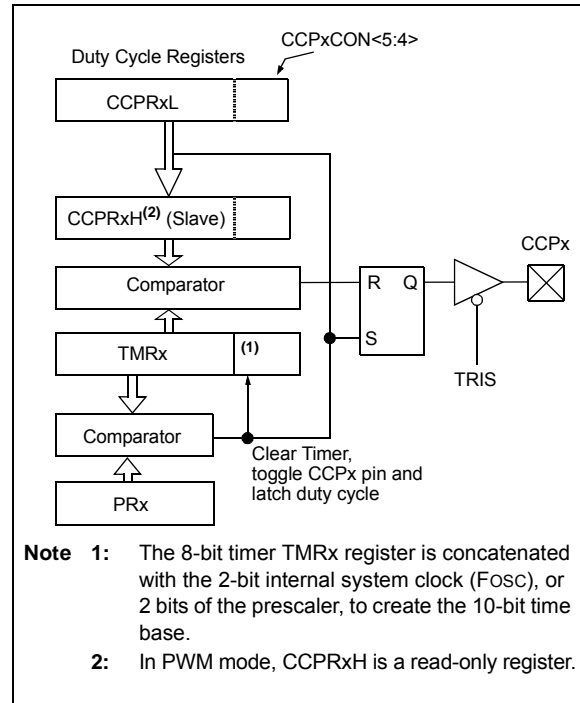 CCPxCON<5:4>
Duty Cycle Registers
CCPRxL
CCPRxH(2) (Slave)
CCPx
Comparator
R Q
TMRx (1)
S
TRIS
Comparator
Clear Timer,
toggle CCPx pin and
latch duty cycle
PRx
Note 1: The 8-bit timer TMRx register is concatenated
with the 2-bit internal system clock (FOSC), or
2 bits of the prescaler, to create the 10-bit time
base.
2: In PWM mode, CCPRxH is a read-only register.